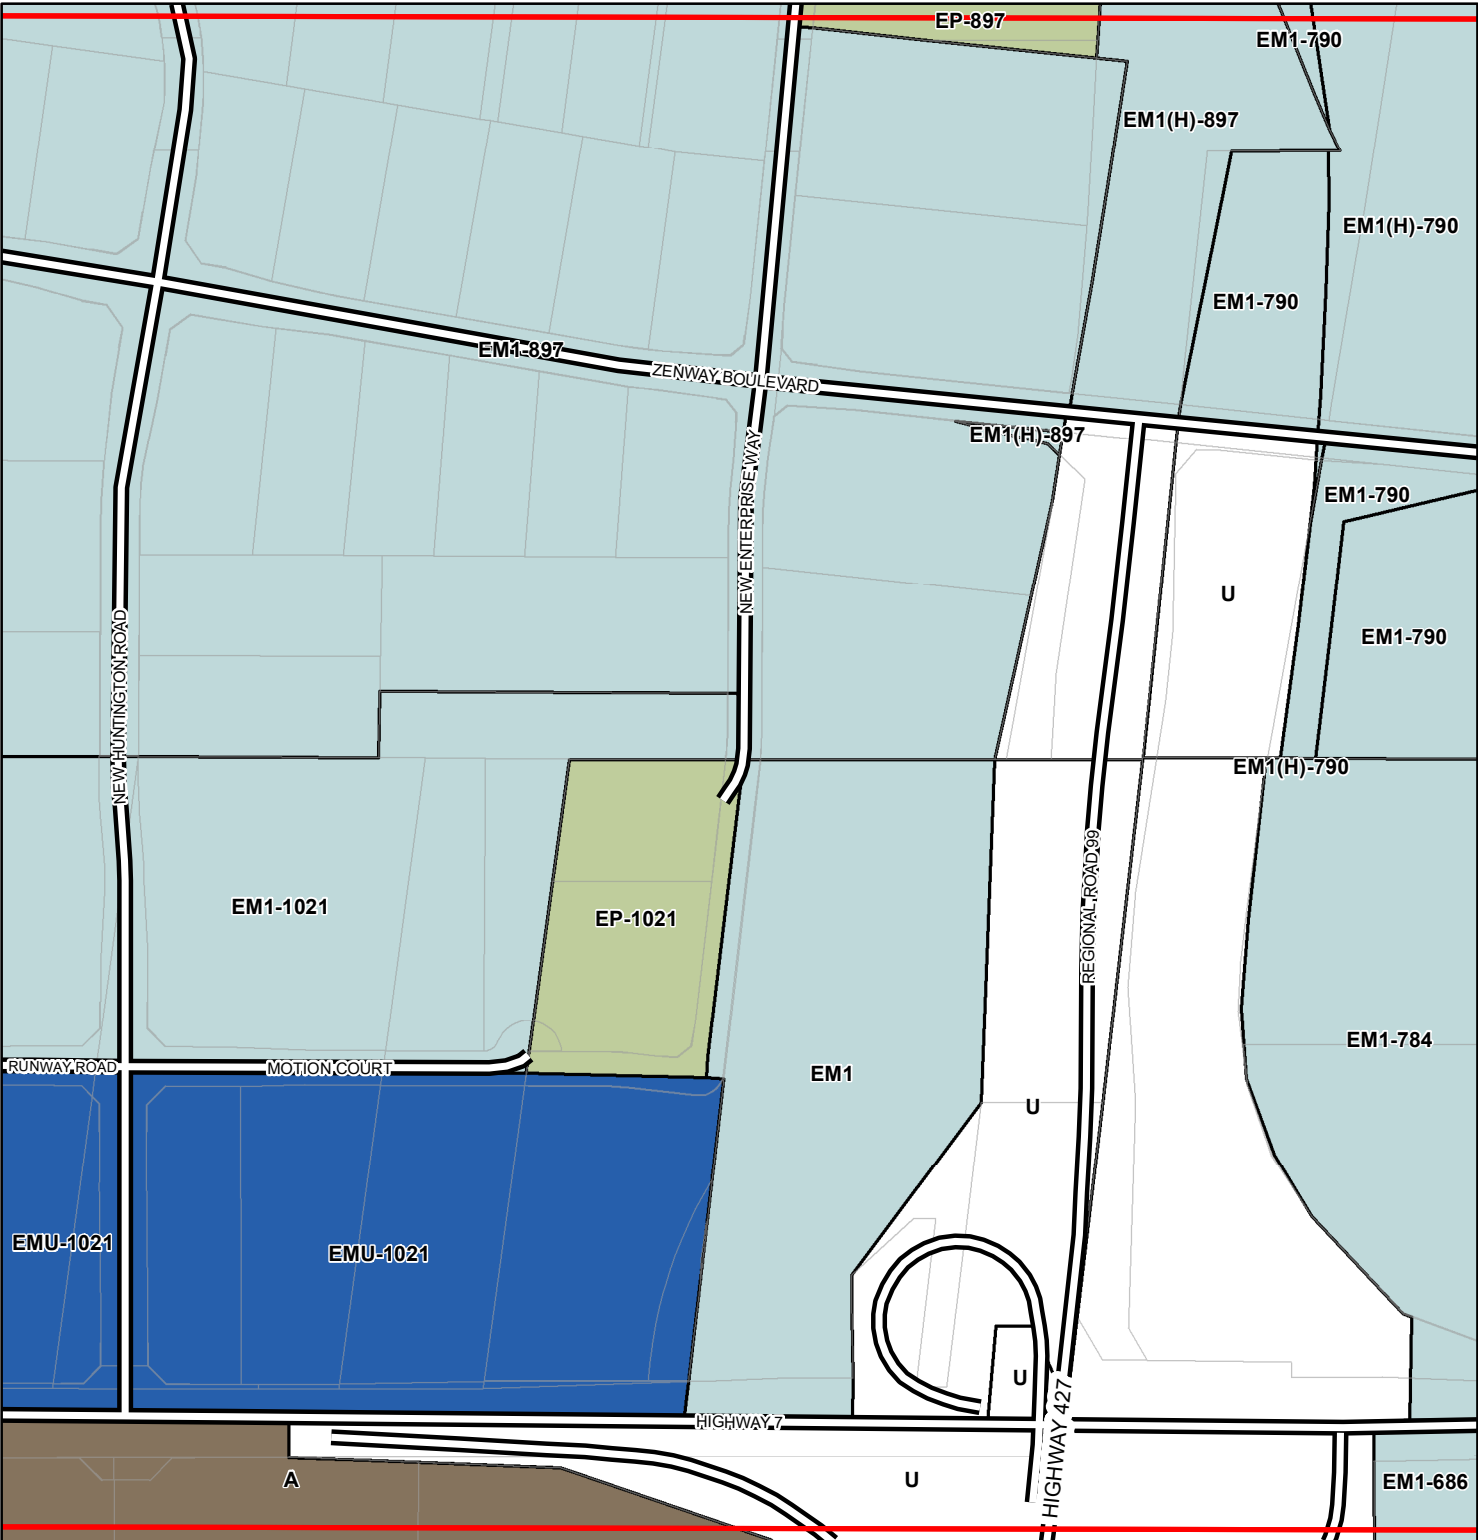 EP-897
EM1-790
EM1(H)-897
EM1(H)-790
EM1-790
EM1-897
ZENWAY BOULEVARD
EM1(H)-897
NEW ENTERPRISE WAY
EM1-790
U
EM1-790
NEW HUNTINGTON ROAD
EM1(H)-790
REGIONAL ROAD 99
EM1-1021
EP-1021
EM1-784
RUNWAY ROAD
MOTION COURT
EM1
U
EMU-1021
EMU-1021
U
HIGHWAY 427
HIGHWAY 7
A
U
EM1-686